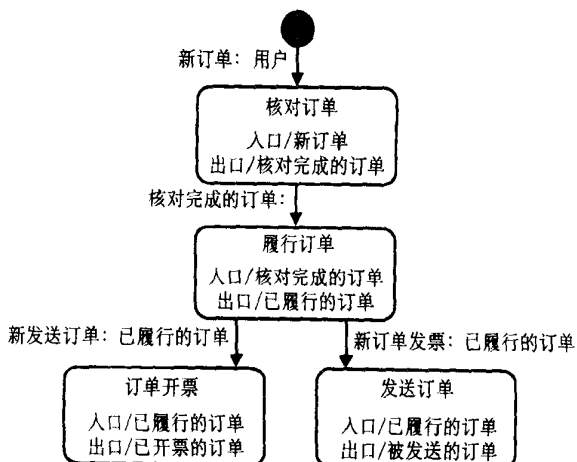 新订单：用户
核对订单
入口/新订单
出口/核对完成的订单
核对完成的订单：
履行订单
入口/核对完成的订单
出口/已履行的订单
新发送订单：已履行的订单
新订单发票：已履行的订单
订单开票
入口/已履行的订单
出口/已开票的订单
发送订单
入口/已履行的订单
出口/被发送的订单